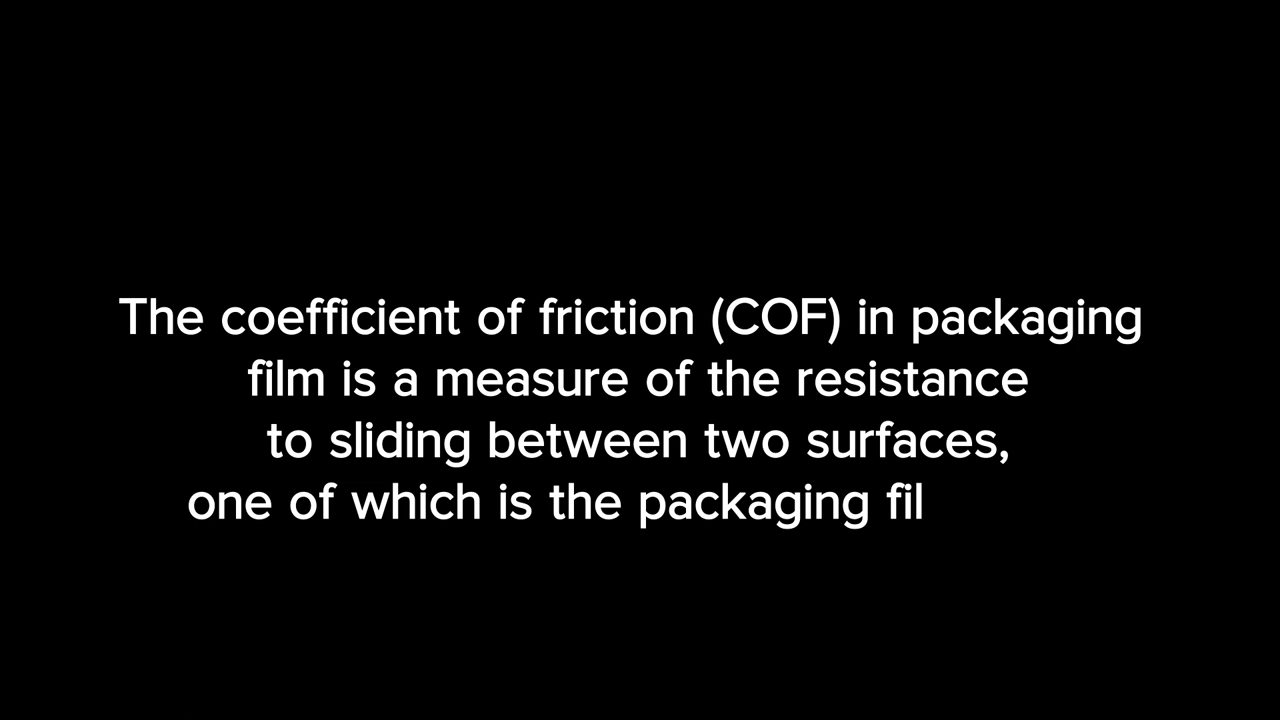 The coefficient of friction (COF) in packaging
film is a measure of the resistance
to sliding between two surfaces,
one of which is the packaging fil